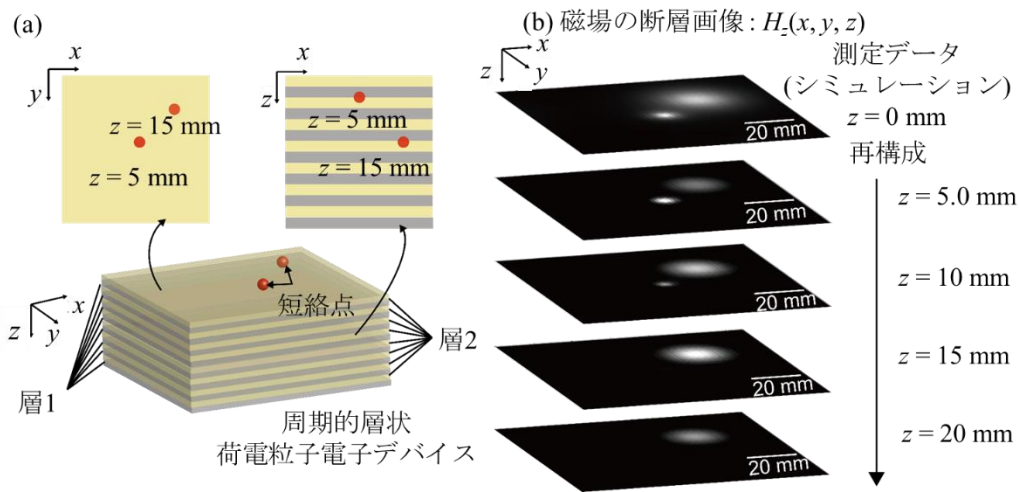 (a)
x
y
z = 15 mm
z = 5 mm
x
z
z = 5 mm
z = 15 mm
x
y
z
短絡点
層1
層2
周期的層状
荷電粒子電子デバイス
(b) 磁場の断層画像: Hz(x, y, z)
x
y
z
測定データ
(シミュレーション)
z = 0 mm
再構成
20 mm
z = 5.0 mm
20 mm
z = 10 mm
20 mm
z = 15 mm
20 mm
z = 20 mm
20 mm